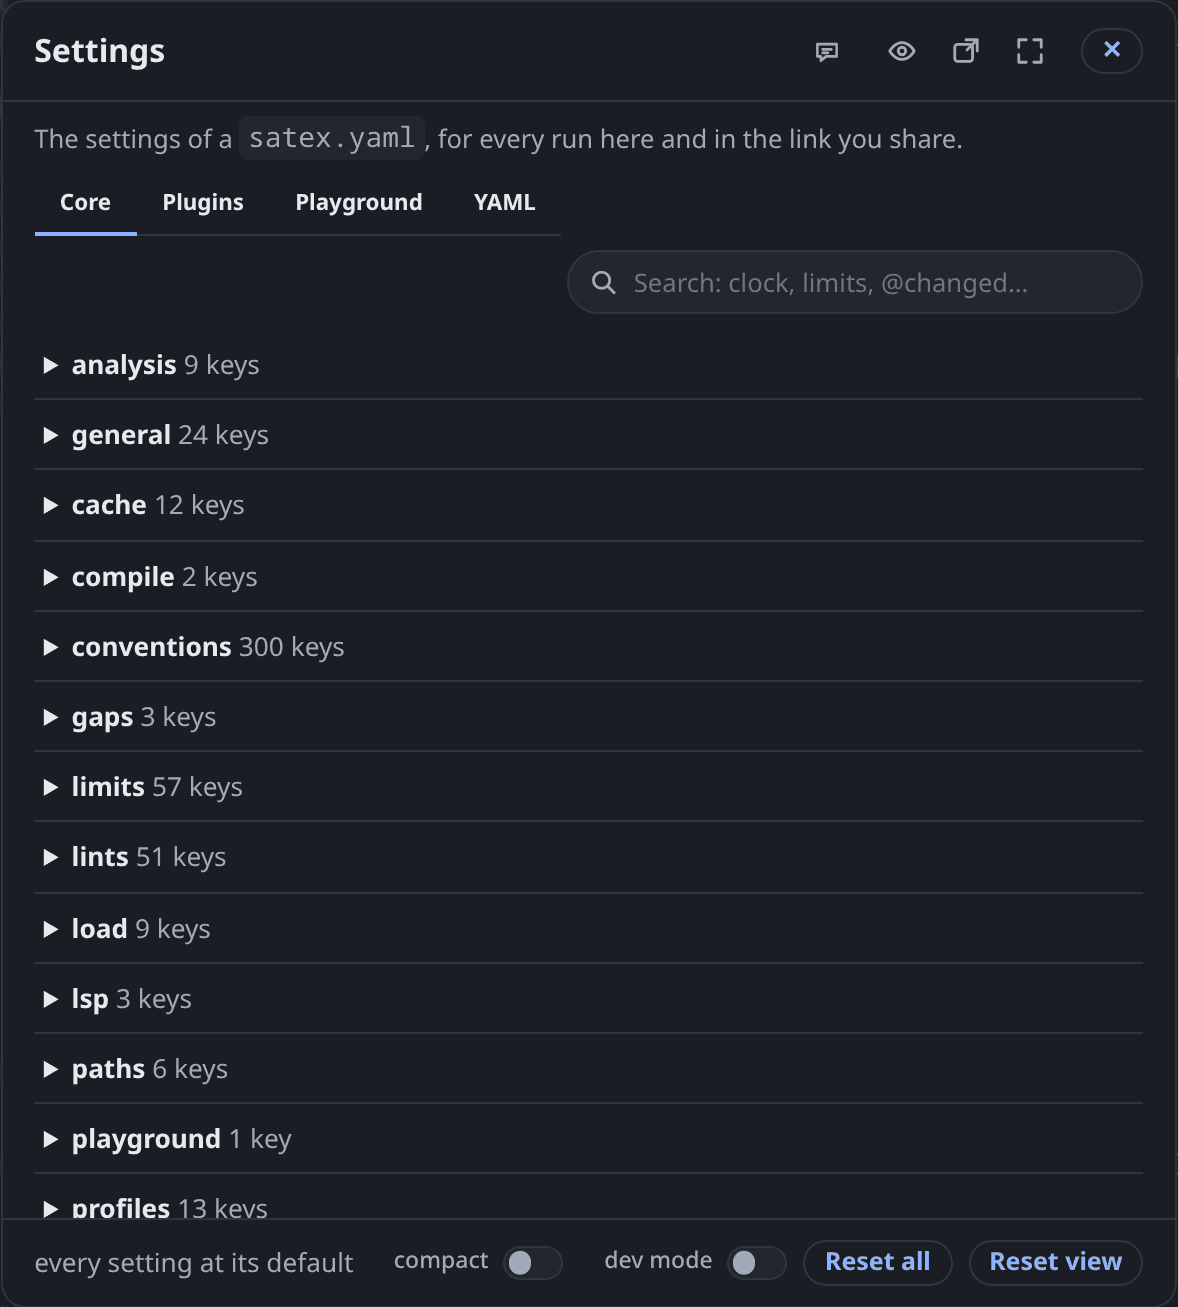 Settings
The settings of a satex.yaml, for every run here and in the link you share.
Core Plugins Playground YAML
Search: clock, limits, @changed...
analysis 9 keys
general 24 keys
cache 12 keys
compile 2 keys
conventions 300 keys
gaps 3 keys
limits 57 keys
lints 51 keys
load 9 keys
lsp 3 keys
paths 6 keys
playground 1 key
profiles 13 keys
every setting at its default compact dev mode Reset all Reset view